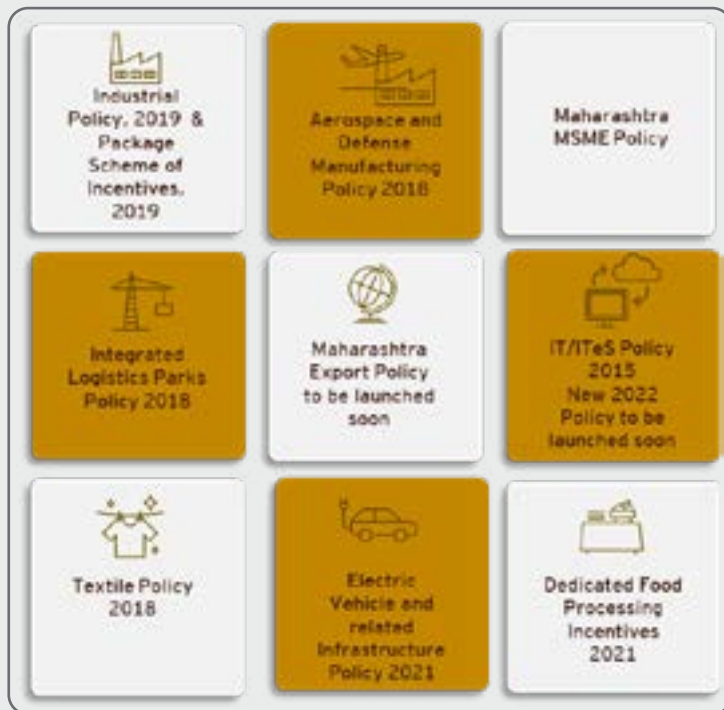 Industrial
Policy, 2019 &
Package
Scheme of
Incentives,
2019
Aerospace and
Defense
Manufacturing
Policy 2018
Maharashtra
MSME Policy
Integrated
Logistics Parks
Policy 2018
Maharashtra
Export Policy
to be launched
soon
IT/ITeS Policy
2015
New 2022
Policy to be
launched soon
Textile Policy
2018
Electric
Vehicle and
related
Infrastructure
Policy 2021
Dedicated Food
Processing
Incentives
2021